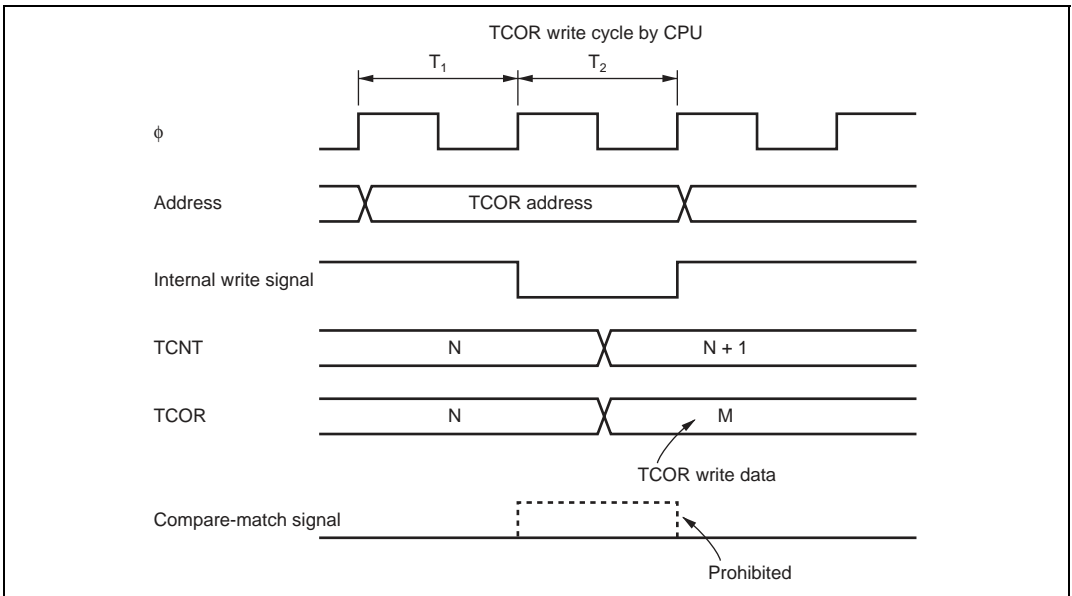 TCOR write cycle by CPU
T1 T2
ϕ
Address TCOR address
Internal write signal
TCNT N N + 1
TCOR N M
TCOR write data
Compare-match signal
Prohibited